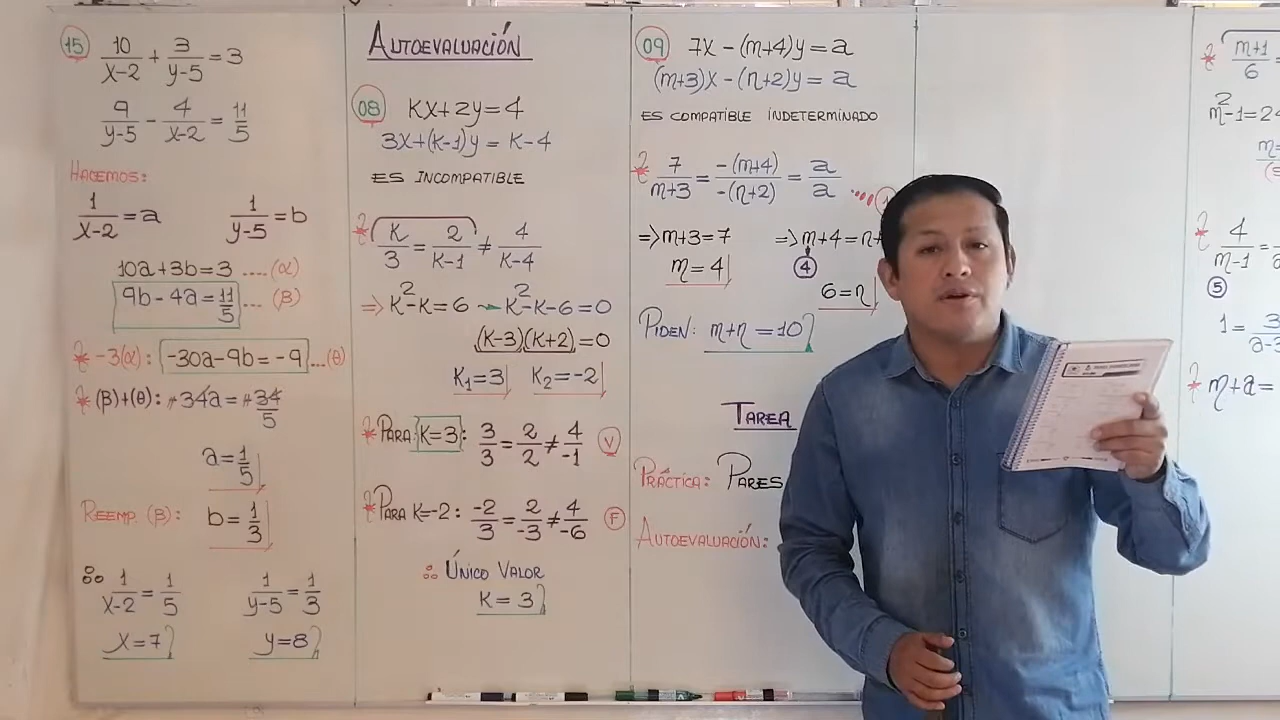 15
10/(x-2) + 3/(y-5) = 3
9/(y-5) - 4/(x-2) = 11/5
Hacemos:
1/(x-2) = a 1/(y-5) = b
10a+3b=3 ....(α)
9b-4a=11/5 ...(β)
* -3(α): -30a-9b=-9 ...(θ)
* (β)+(θ): -34a = -34/5
a=1/5
Reemp. (β): b=1/3
∴ 1/(x-2) = 1/5 1/(y-5) = 1/3
x=7 y=8
Autoevaluación
08 kx+2y=4
3x+(k-1)y = k-4
es incompatible
* k/3 = 2/(k-1) ≠ 4/(k-4)
⇒ k²-k=6 → k²-k-6=0
(k-3)(k+2)=0
k₁=3 k₂=-2
* Para k=3: 3/3 = 2/2 ≠ 4/-1 V
* Para k=-2: -2/3 = 2/-3 ≠ 4/-6 F
∴ Único valor
k=3
09 7x-(m+4)y=a
(m+3)x-(n+2)y=a
es compatible indeterminado
* 7/(m+3) = -(m+4)/-(n+2) = a/a ....
⇒ m+3=7 ⇒ m+4=n+
m=4 4
6=n
Piden: m+n=10
Tarea
Práctica: Pares
Autoevaluación:
* (m+1)/6 =
m²-1=24
m=
* 4/(m-1) =
5
1 = 3/(a-3
* m+a=